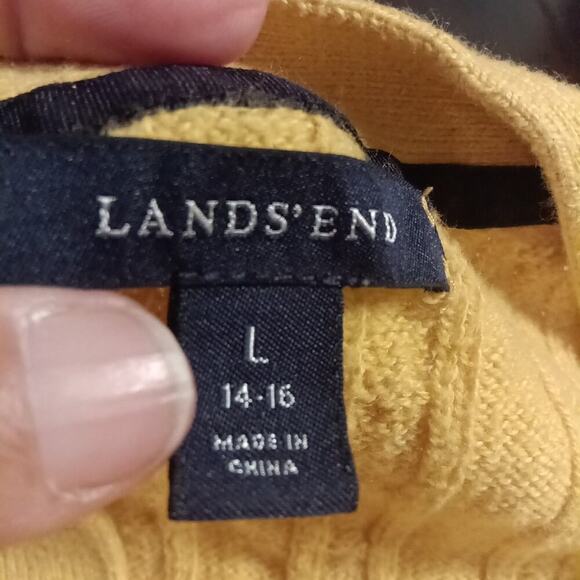 LANDS' END
L
14-16
MADE IN
CHINA